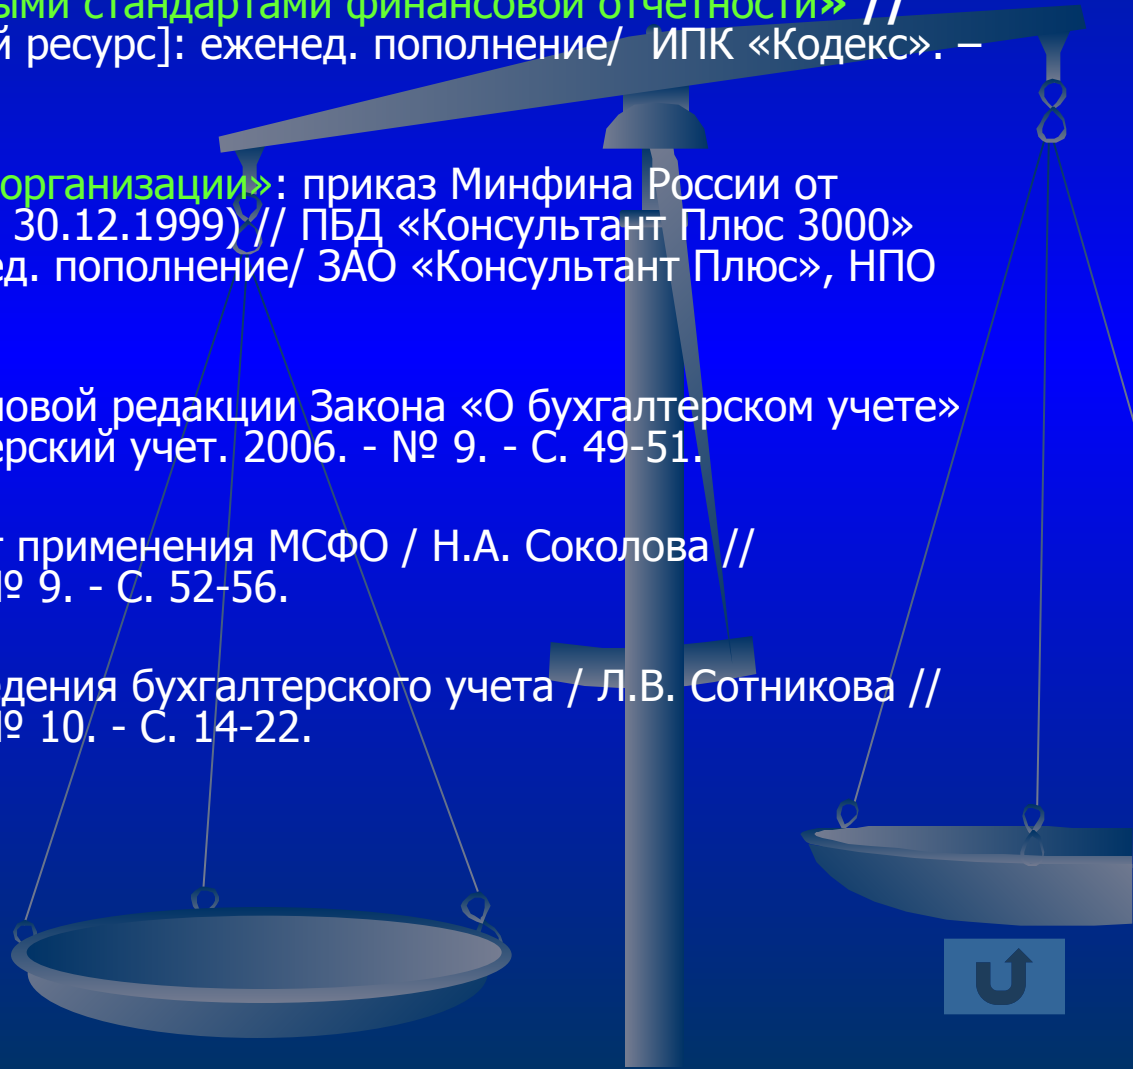 ыми стандартами финансовой отчетности» //
й ресурс]: еженед. пополнение/ ИПК «Кодекс». –
организации»: приказ Минфина России от
30.12.1999) // ПБД «Консультант Плюс 3000»
ед. пополнение/ ЗАО «Консультант Плюс», НПО
новой редакции Закона «О бухгалтерском учете»
ерский учет. 2006. - № 9. - С. 49-51.
т применения МСФО / Н.А. Соколова //
№ 9. - С. 52-56.
дения бухгалтерского учета / Л.В. Сотникова //
№ 10. - С. 14-22.